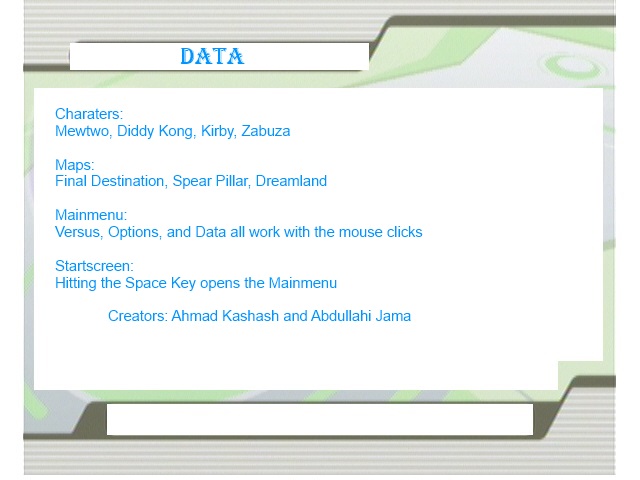 DATA
Charaters:
Mewtwo, Diddy Kong, Kirby, Zabuza
Maps:
Final Destination, Spear Pillar, Dreamland
Mainmenu:
Versus, Options, and Data all work with the mouse clicks
Startscreen:
Hitting the Space Key opens the Mainmenu
Creators: Ahmad Kashash and Abdullahi Jama